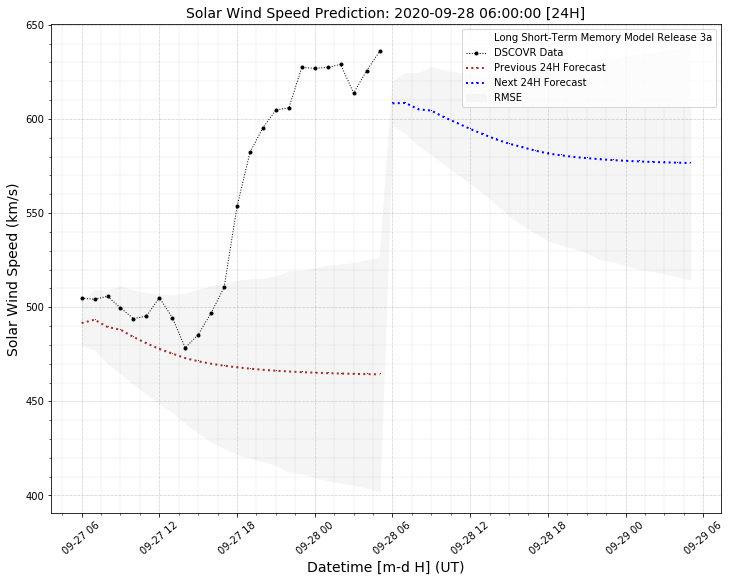 Solar Wind Speed Prediction: 2020-09-28 06:00:00 [24H]
Long Short-Term Memory Model Release 3a
DSCOVR Data
Previous 24H Forecast
Next 24H Forecast
RMSE
Solar Wind Speed (km/s)
650
600
550
500
450
400
09-27 06
09-27 12
09-27 18
09-28 00
09-28 06
09-28 12
09-28 18
09-29 00
09-29 06
Datetime [m-d H] (UT)